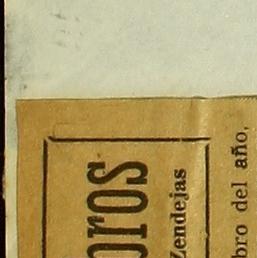 oros
Zendejas
bro del año,